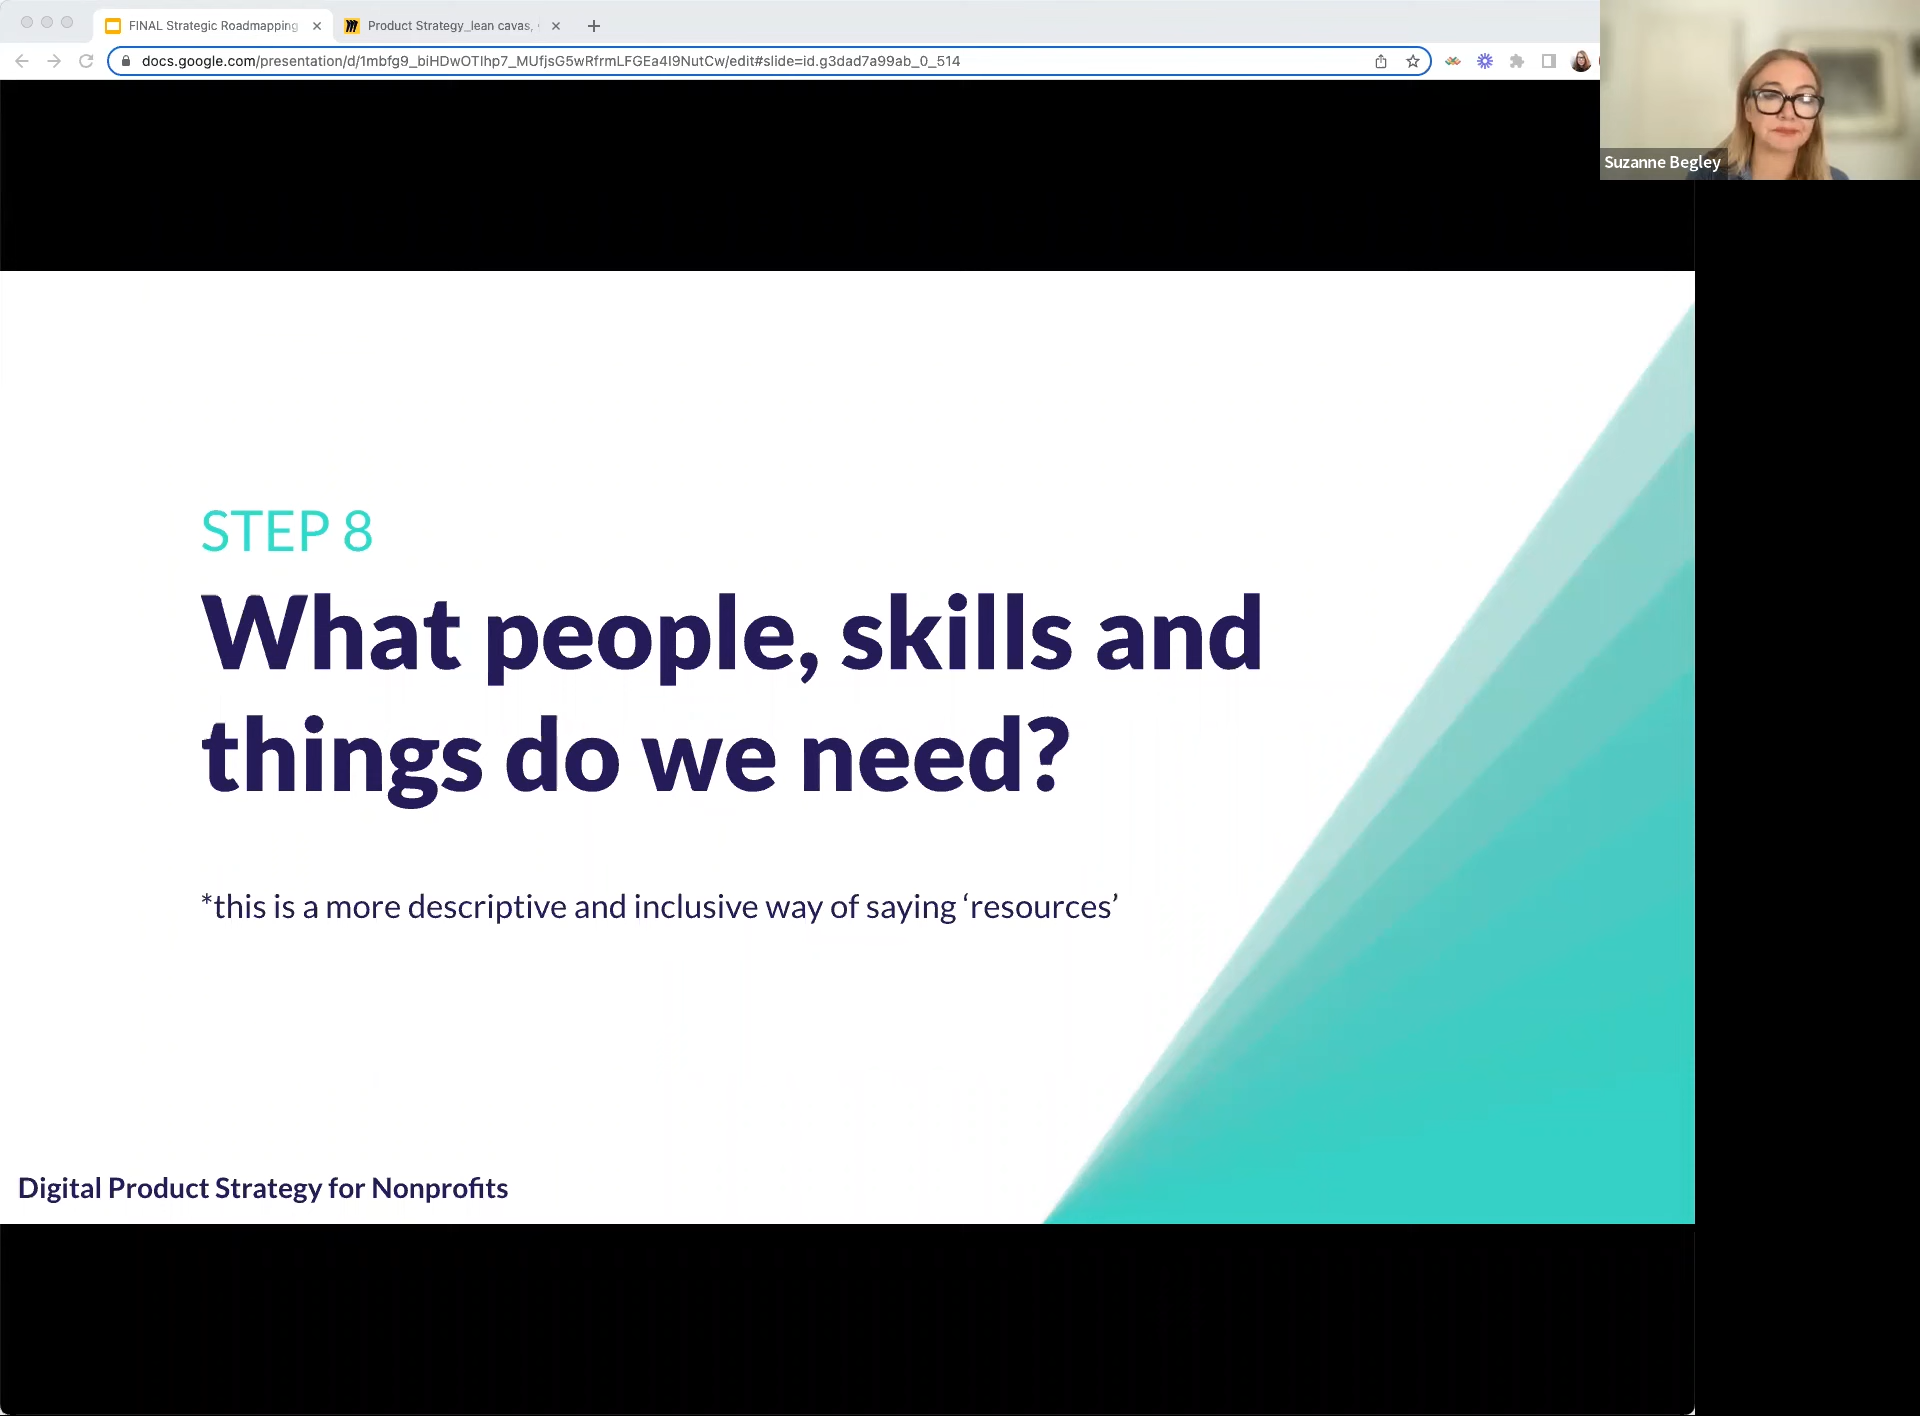 FINAL Strategic Roadmapping
Product Strategy_lean cavas,
docs.google.com/presentation/d/1mbfg9_biHDwOTlhp7_MUfjsG5wRfrmLFGEa4I9NutCw/edit#slide=id.g3dad7a99ab_0_514
Suzanne Begley
STEP 8
What people, skills and
things do we need?
*this is a more descriptive and inclusive way of saying ‘resources’
Digital Product Strategy for Nonprofits